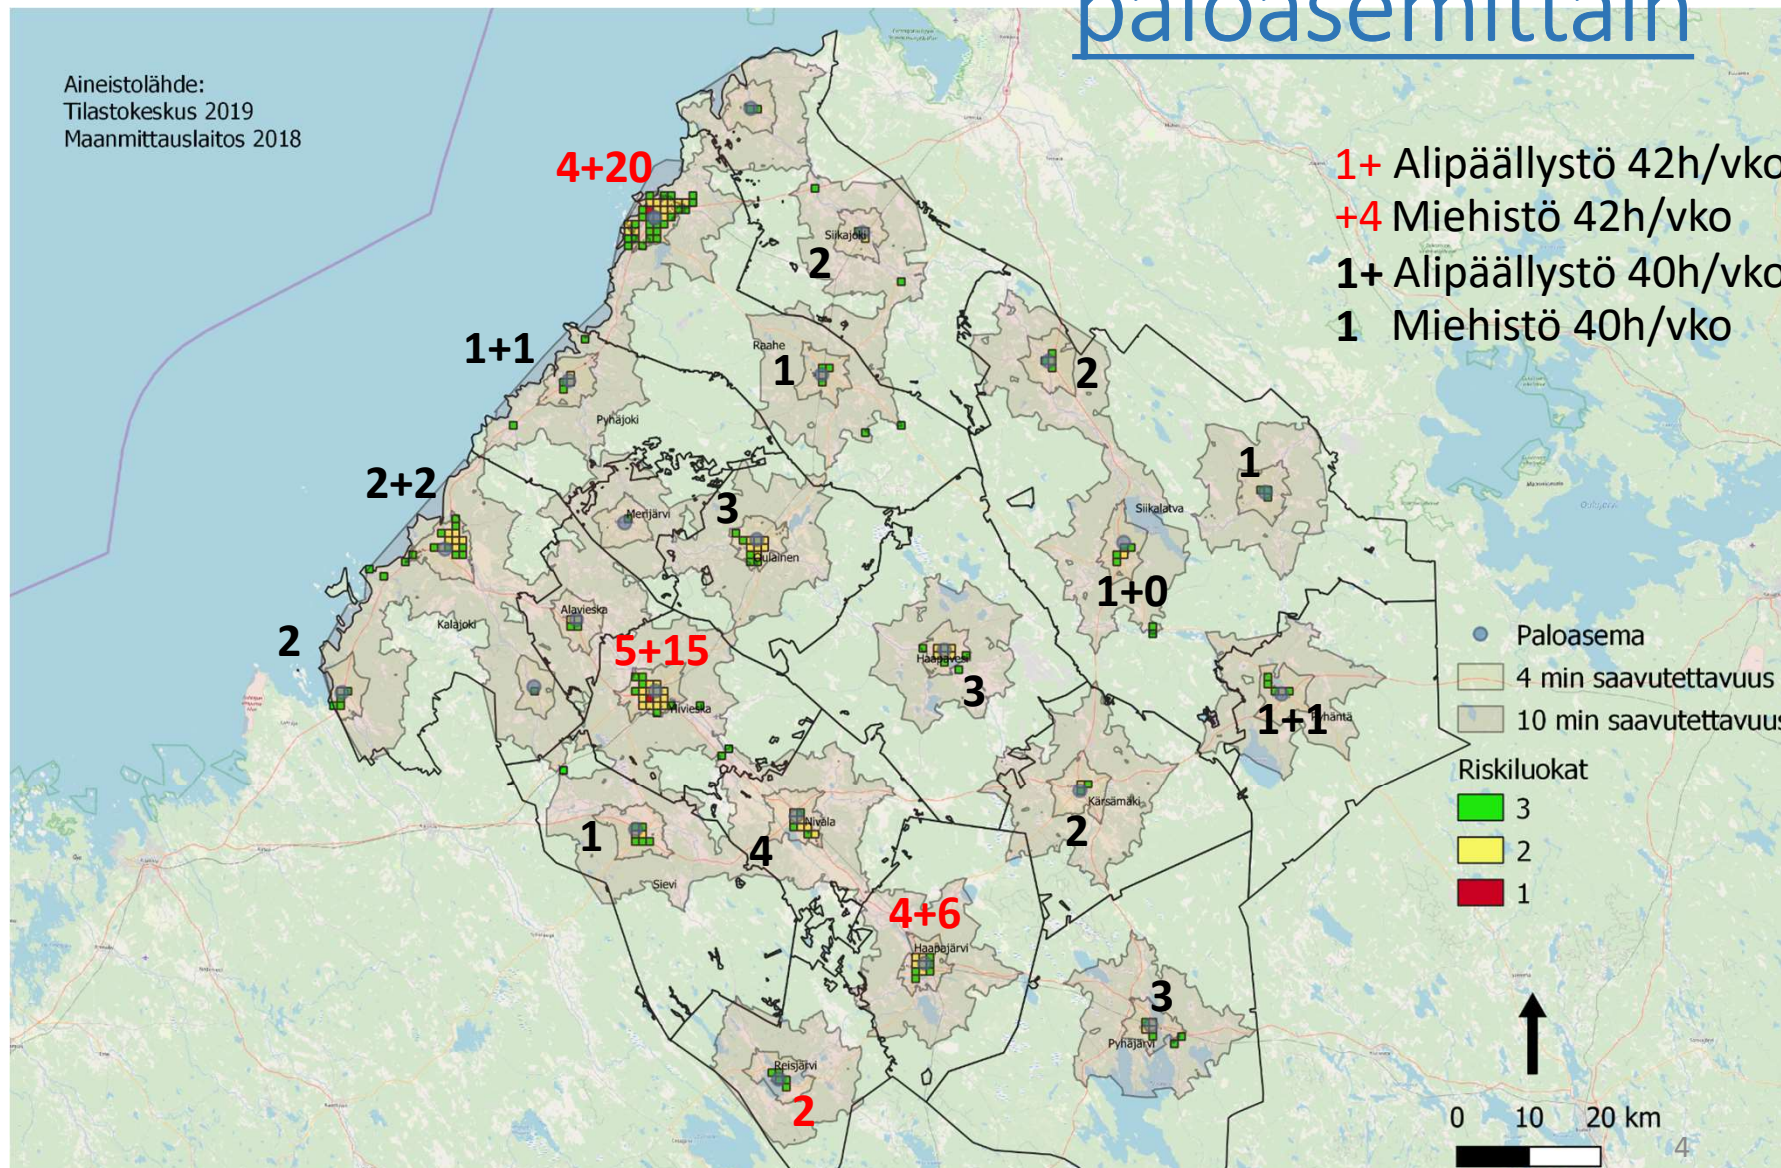 paloasemittain
Aineistolähde:
Tilastokeskus 2019
Maanmittauslaitos 2018
1+ Alipäällystö 42h/vko
+4 Miehistö 42h/vko
1+ Alipäällystö 40h/vko
1 Miehistö 40h/vko
4+20
Siikajoki
2
1+1
Raahe
1
2
Pyhäjoki
2+2
1
3
Merijärvi
Siikalatva
Oulainen
1+0
Alavieska
Kalajoki
2
5+15
Haapavesi
3
Ylivieska
1+1
Pyhäntä
Kärsämäki
2
Nivala
1
4
Sievi
4+6
Haapajärvi
3
Pyhäjärvi
Reisjärvi
2
Paloasema
4 min saavutettavuus
10 min saavutettavuus
Riskiluokat
3
2
1
0 10 20 km
4